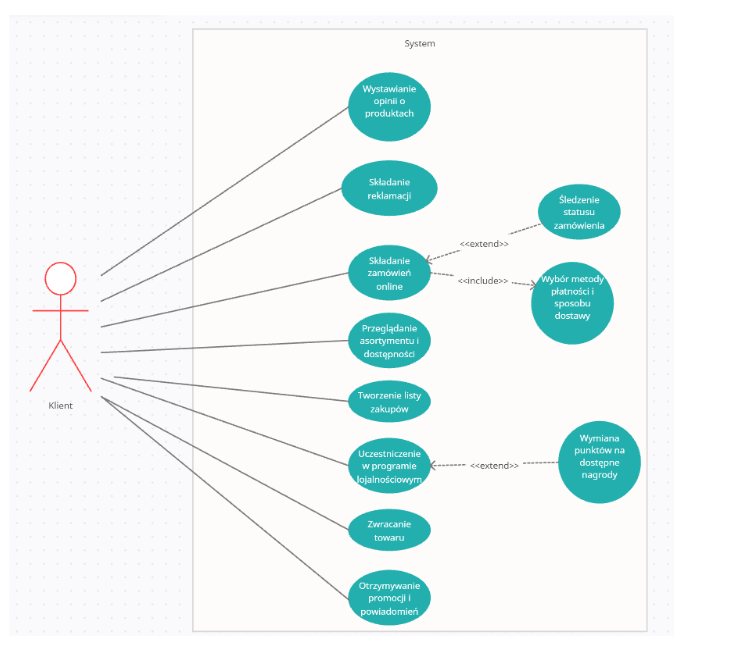 System
Wystawianie
opinii o
produktach
Składanie
reklamacji
Śledzenie
statusu
zamówienia
<<extend>>
Składanie
zamówień
online
<<include>>
Wybór metody
płatności i
sposobu
dostawy
Przeglądanie
asortymentu i
dostępności
Klient
Tworzenie listy
zakupów
Uczestniczenie
w programie
lojalnościowym
<<extend>>
Wymiana
punktów na
dostępne
nagrody
Zwracanie
towaru
Otrzymywanie
promocji i
powiadomień